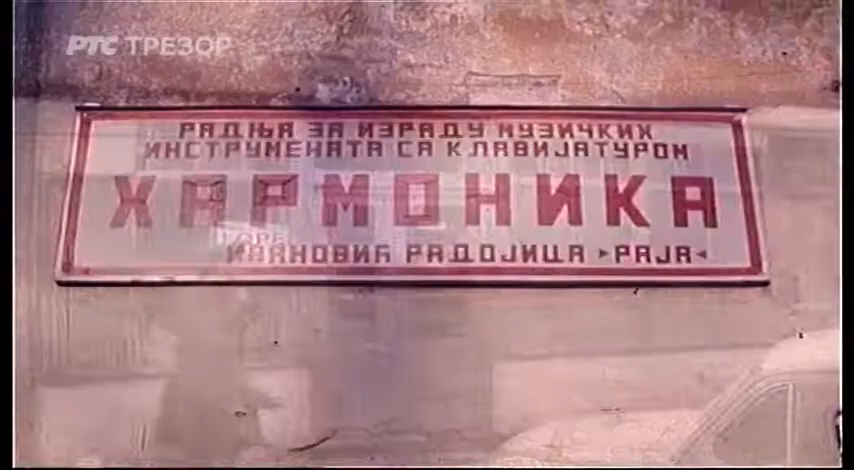 РТС ТРЕЗОР
РАДЊА ЗА ИЗРАДУ МУЗИЧКИХ
ИНСТРУМЕНАТА СА КЛАВИЈАТУРОМ
ХАРМОНИКА
ИВАНОВИЋ РАДОЈИЦА ►РАЈА◄